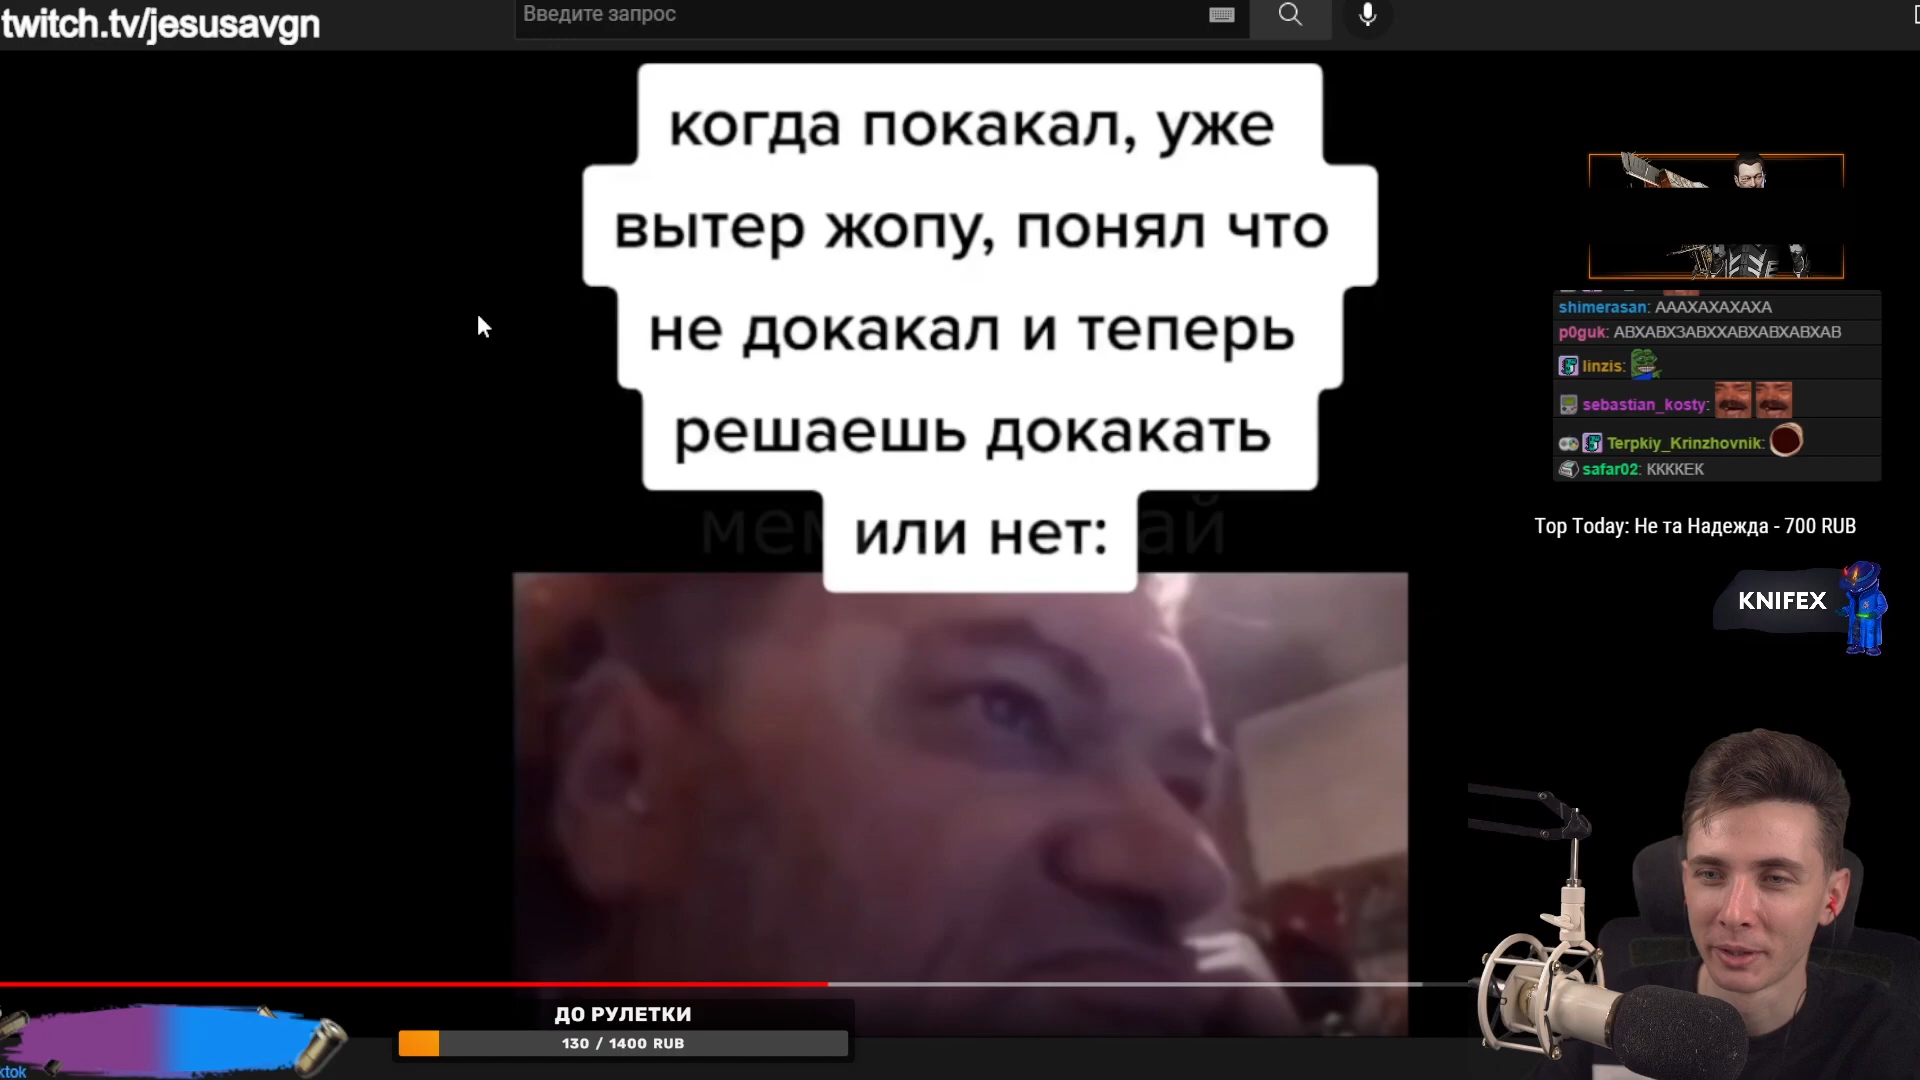 twitch.tv/jesusavgn
Введите запрос
когда покакал, уже
вытер жопу, понял что
не докакал и теперь
решаешь докакать
или нет:
shimerasan: АААХАХАХАХА
p0guk: АВХАВХЗАВХХАВХАВХАВХАВ
linzis:
sebastian_kosty:
Terpkiy_Krinzhovnik:
safar02: ККККЕК
Top Today: Не та Надежда - 700 RUB
KNIFEX
ДО РУЛЕТКИ
130 / 1400 RUB